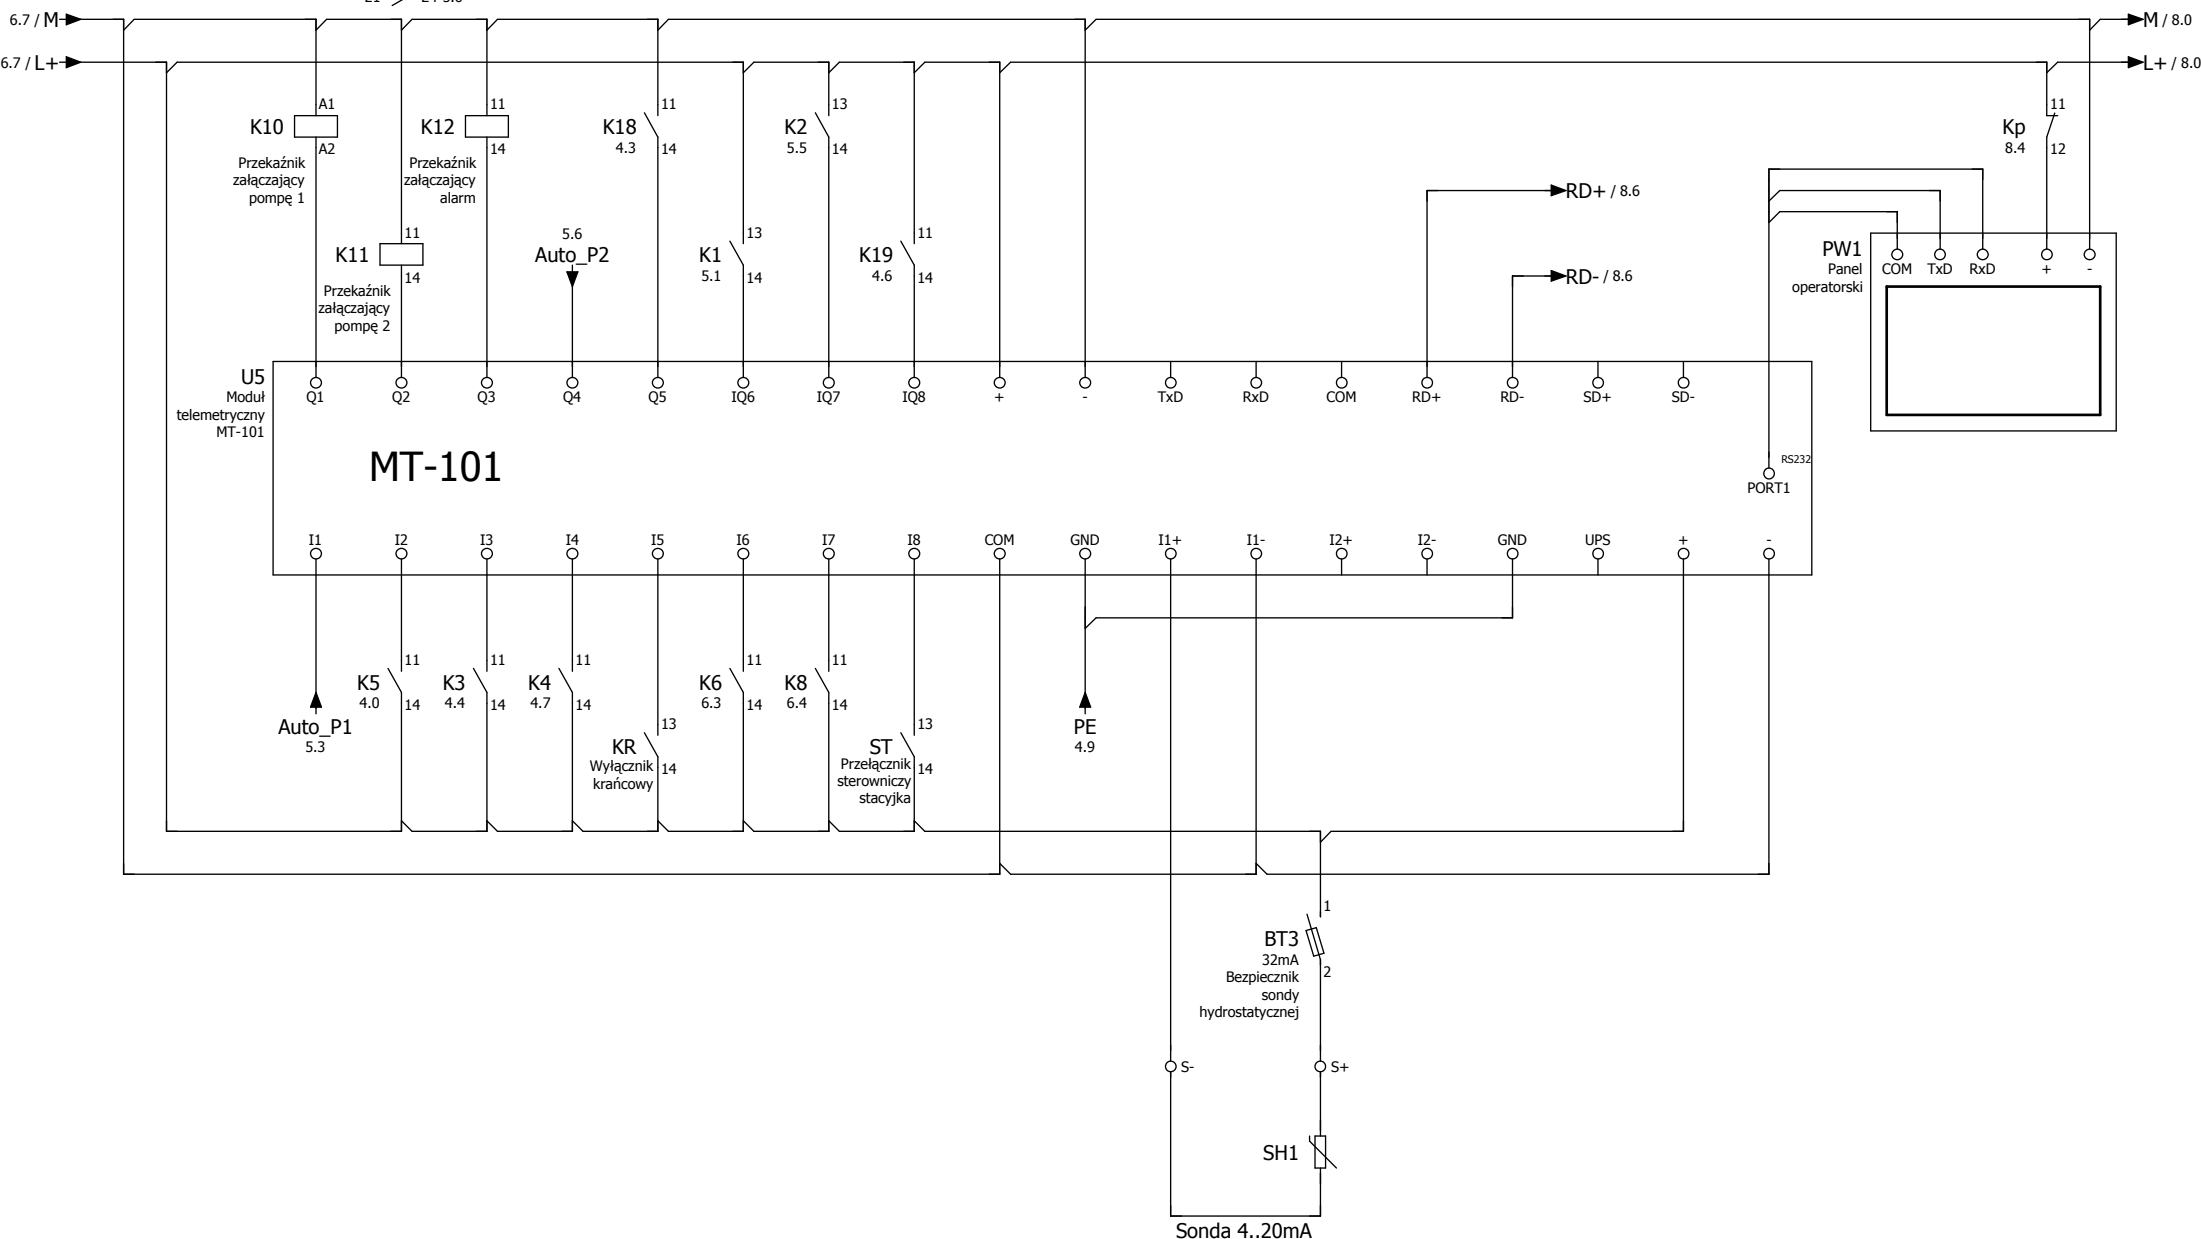 6.7 / M
M / 8.0
6.7 / L+
L+ / 8.0
A1
K10
A2
Przekaźnik
załączający
pompę 1
11
K11
14
Przekaźnik
załączający
pompę 2
11
K12
14
Przekaźnik
załączający
alarm
5.6
Auto_P2
11
K18
4.3
14
13
K1
5.1
14
13
K2
5.5
14
11
K19
4.6
14
RD+ / 8.6
RD- / 8.6
11
Kp
8.4
12
PW1
Panel
operatorski
COM TxD RxD + -
U5
Moduł
telemetryczny
MT-101
Q1 Q2 Q3 Q4 Q5 IQ6 IQ7 IQ8 + - TxD RxD COM RD+ RD- SD+ SD-
MT-101
RS232
PORT1
I1 I2 I3 I4 I5 I6 I7 I8 COM GND I1+ I1- I2+ I2- GND UPS + -
Auto_P1
5.3
11
K5
4.0
14
11
K3
4.4
14
11
K4
4.7
14
13
KR
Wyłącznik
krańcowy
14
11
K6
6.3
14
11
K8
6.4
14
13
ST
Przełącznik
sterowniczy
stacyjka
14
PE
4.9
1
BT3
32mA
2
Bezpiecznik
sondy
hydrostatycznej
S-
S+
SH1
Sonda 4..20mA